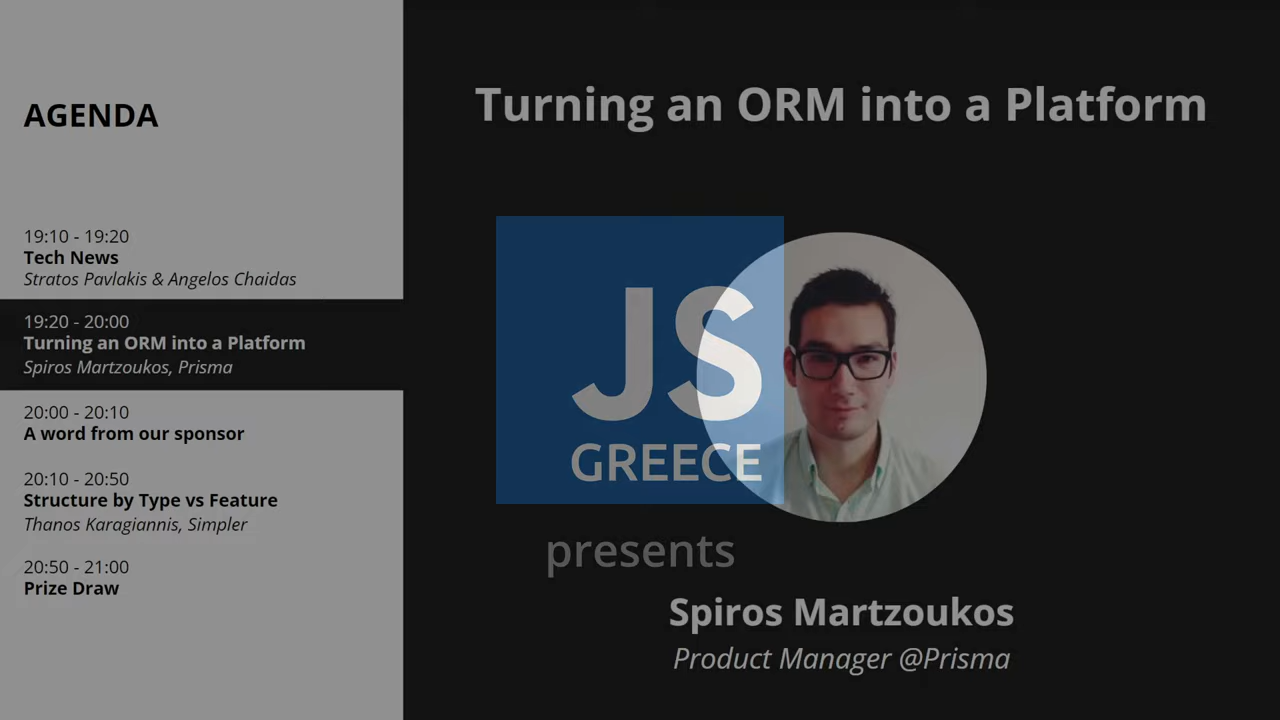 AGENDA
19:10 - 19:20
Tech News
Stratos Pavlakis & Angelos Chaidas
19:20 - 20:00
Turning an ORM into a Platform
Spiros Martzoukos, Prisma
20:00 - 20:10
A word from our sponsor
20:10 - 20:50
Structure by Type vs Feature
Thanos Karagiannis, Simpler
20:50 - 21:00
Prize Draw
Turning an ORM into a Platform
JS
GREECE
presents
Spiros Martzoukos
Product Manager @Prisma